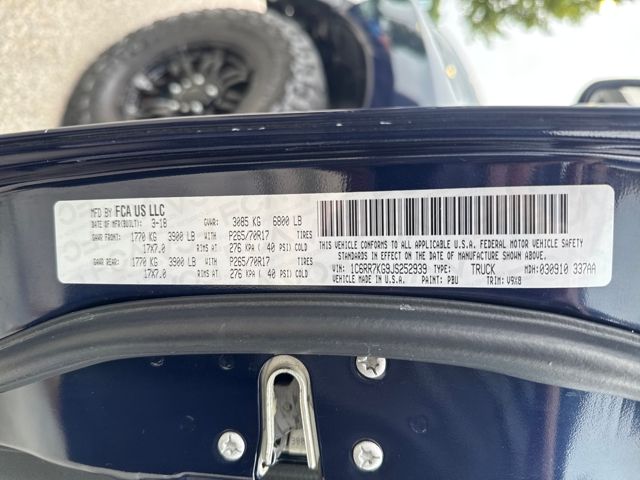 MFD BY FCA US LLC
DATE OF MFR(BUILT): 3-18 GVWR: 3085 KG 6800 LB
GAWR FRONT: 1770 KG 3900 LB WITH P265/70R17 TIRES
17X7.0 RIMS AT 276 KPA ( 40 PSI) COLD
GAWR REAR: 1770 KG 3900 LB WITH P265/70R17 TIRES
17X7.0 RIMS AT 276 KPA ( 40 PSI) COLD
THIS VEHICLE CONFORMS TO ALL APPLICABLE U.S.A. FEDERAL MOTOR VEHICLE SAFETY
STANDARDS IN EFFECT ON THE DATE OF MANUFACTURE SHOWN ABOVE
VIN: 1C6RR7KG9JS252939 TYPE: TRUCK MDH: 030910 337AA
VEHICLE MADE IN U.S.A. PAINT: PBU TRIM: V9X8